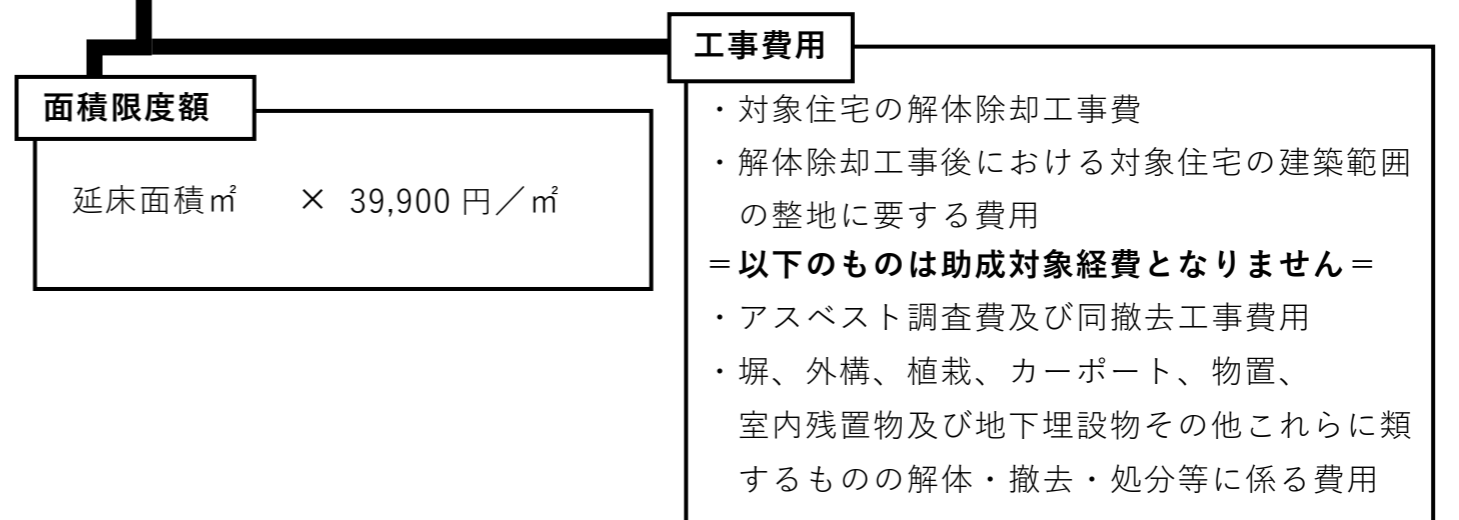 面積限度額
延床面積㎡ × 39,900 円／㎡
工事費用
・対象住宅の解体除却工事費
・解体除却工事後における対象住宅の建築範囲
の整地に要する費用
＝以下のものは助成対象経費となりません＝
・アスベスト調査費及び同撤去工事費用
・塀、外構、植栽、カーポート、物置、
室内残置物及び地下埋設物その他これらに類
するものの解体・撤去・処分等に係る費用